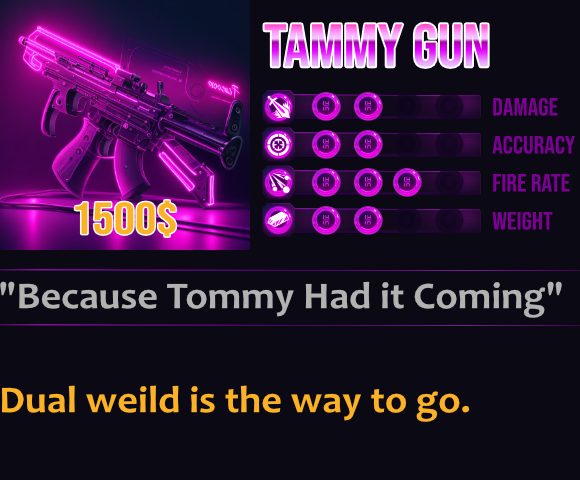 TAMMY GUN
DAMAGE
ACCURACY
FIRE RATE
WEIGHT
1500$
"Because Tommy Had it Coming"
Dual weild is the way to go.